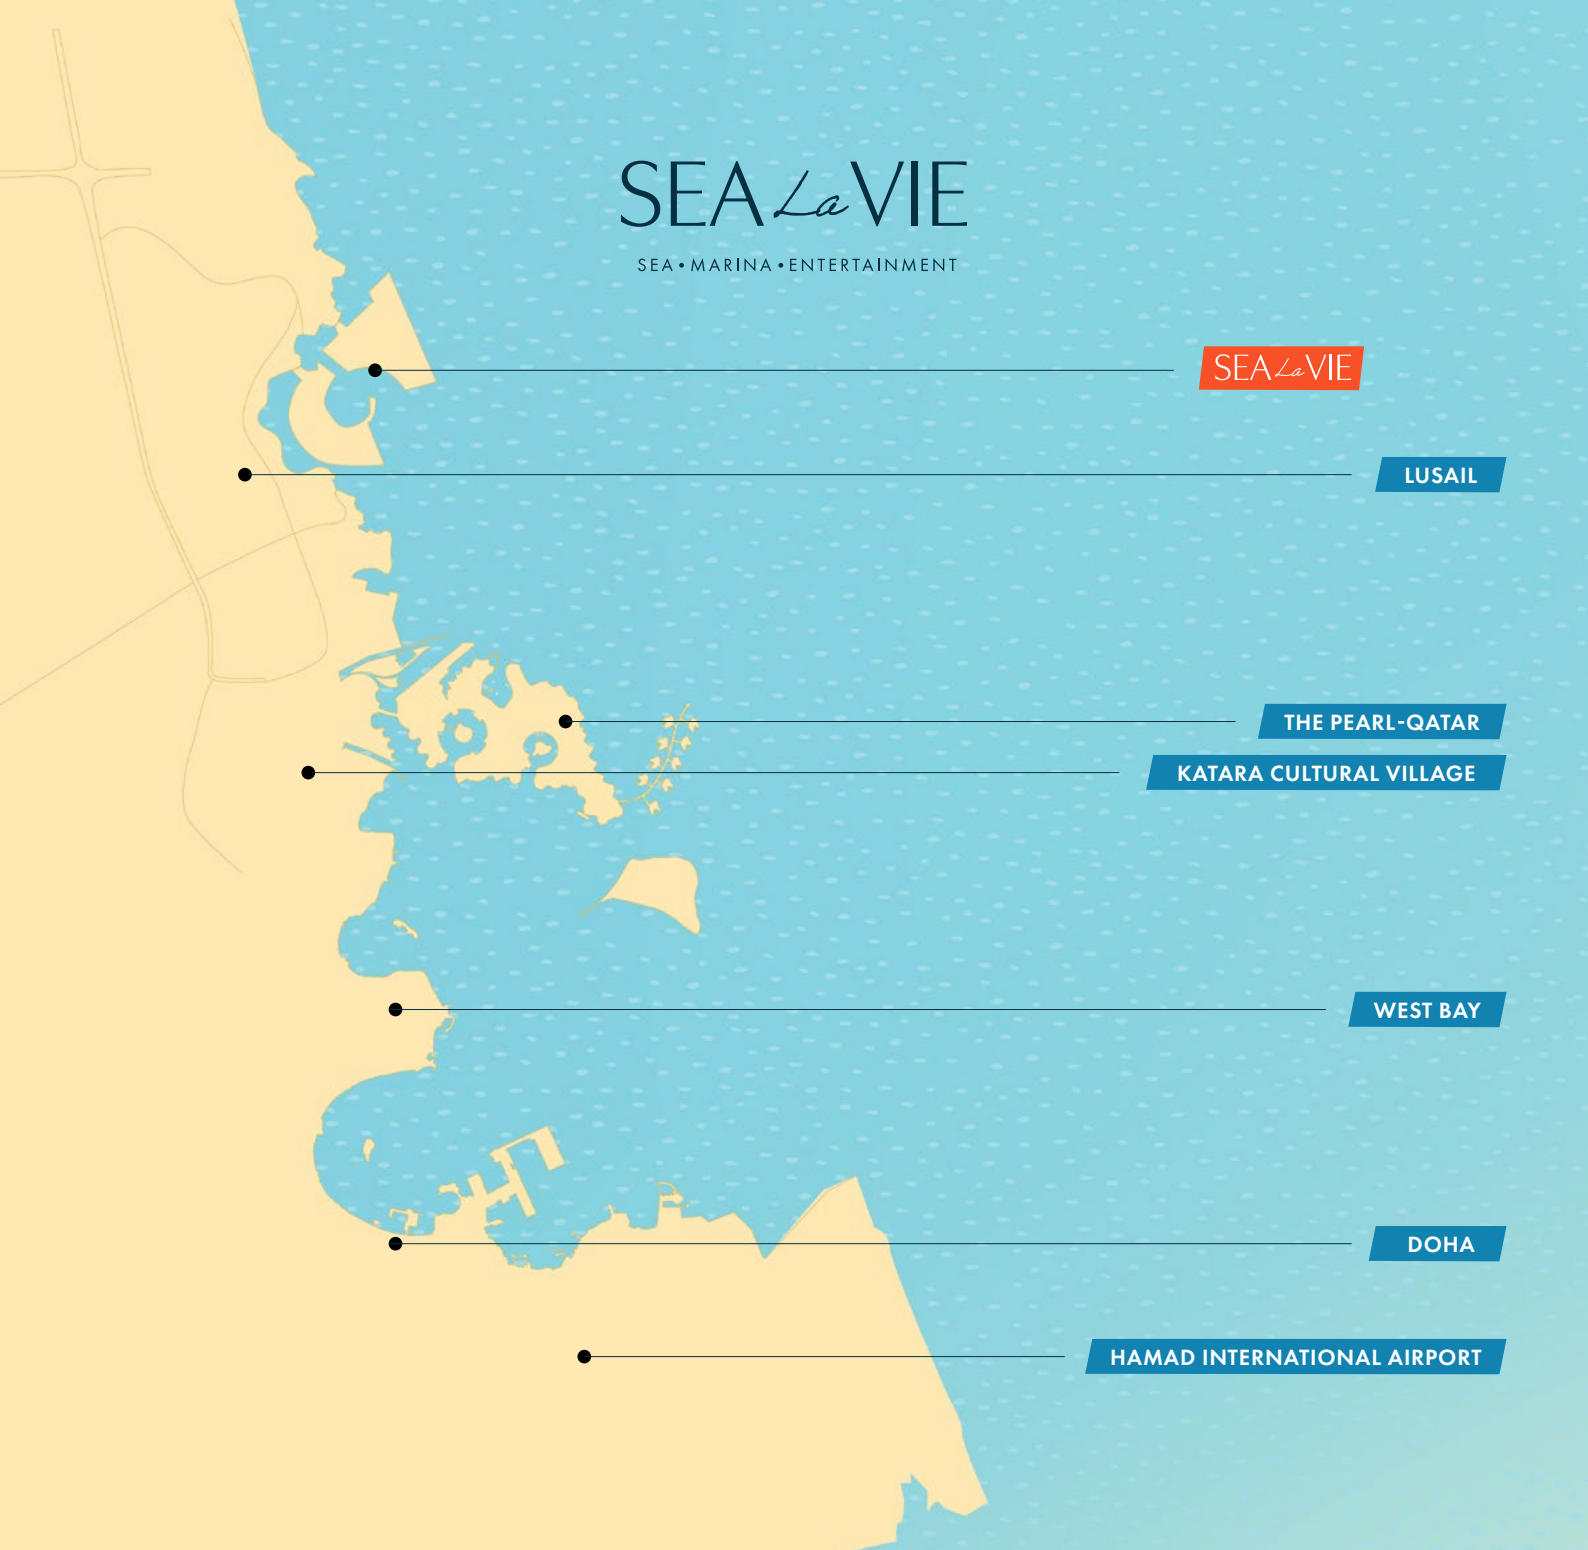 SEA La VIE
SEA • MARINA • ENTERTAINMENT
SEA La VIE
LUSAIL
THE PEARL-QATAR
KATARA CULTURAL VILLAGE
WEST BAY
DOHA
HAMAD INTERNATIONAL AIRPORT